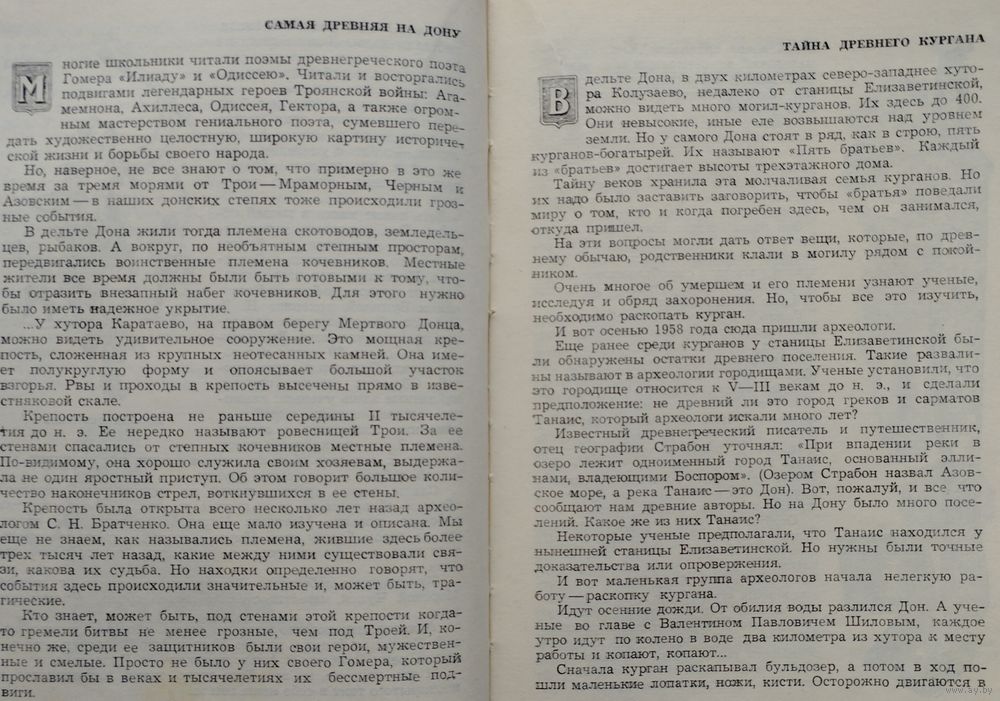 САМАЯ ДРЕВНЯЯ НА ДОНУ
Многие школьники читали поэмы древнегреческого поэта
Гомера «Илиаду» и «Одиссею». Читали и восторгались
подвигами легендарных героев Троянской войны: Ага-
мемнона, Ахиллеса, Одиссея, Гектора, а также огром-
ным мастерством гениального поэта, сумевшего пере-
дать художественно целостную, широкую картину историче-
ской жизни и борьбы своего народа.
Но, наверное, не все знают о том, что примерно в это же
время за тремя морями от Трои — Мраморным, Черным и
Азовским — в наших донских степях тоже происходили гроз-
ные события.
В дельте Дона жили тогда племена скотоводов, земледель-
цев, рыбаков. А вокруг, по необъятным степным просторам,
передвигались воинственные племена кочевников. Местные
жители все время должны были быть готовыми к тому, что-
бы отразить внезапный набег кочевников. Для этого нужно
было иметь надежное укрытие.
...У хутора Каратаево, на правом берегу Мертвого Донца,
можно видеть удивительное сооружение. Это мощная кре-
пость, сложенная из крупных неотесанных камней. Она име-
ет полукруглую форму и опоясывает большой участок
взгорья. Рвы и проходы в крепость высечены прямо в изве-
стняковой скале.
Крепость построена не раньше середины II тысячеле-
тия до н. э. Ее нередко называют ровесницей Трои. За ее
стенами спасались от степных кочевников местные племена.
По-видимому, она хорошо служила своим хозяевам, выдержа-
ла не один яростный приступ. Об этом говорит большое коли-
чество наконечников стрел, воткнувшихся в ее стены.
Крепость была открыта всего несколько лет назад архео-
логом С. Н. Братченко. Она еще мало изучена и описана. Мы
еще не знаем, как назывались племена, жившие здесь более
трех тысяч лет назад, какие между ними существовали свя-
зи, какова их судьба. Но находки определенно говорят, что
события здесь происходили значительные и, может быть, тра-
гические.
Кто знает, может быть, под стенами этой крепости когда-
то гремели битвы не менее грозные, чем под Троей. И, ко-
нечно же, среди ее защитников были свои герои, мужествен-
ные и смелые. Просто не было у них своего Гомера, который
прославил бы в веках и тысячелетиях их бессмертные под-
виги.
ТАЙНА ДРЕВНЕГО КУРГАНА
В дельте Дона, в двух километрах северо-западнее хуто-
ра Колузаево, недалеко от станицы Елизаветинской,
можно видеть много могил-курганов. Их здесь до 400.
Они невысокие, иные еле возвышаются над уровнем
земли. Но у самого Дона стоят в ряд, как в строю, пять
курганов-богатырей. Их называют «Пять братьев». Каждый
из «братьев» достигает высоты трехэтажного дома.
Тайну веков хранила эта молчаливая семья курганов. Но
их надо было заставить заговорить, чтобы «братья» поведали
миру о том, кто и когда погребен здесь, чем он занимался,
откуда пришел.
На эти вопросы могли дать ответ вещи, которые, по древ-
нему обычаю, родственники клали в могилу рядом с покой-
ником.
Очень многое об умершем и его племени узнают ученые,
исследуя и обряд захоронения. Но, чтобы все это изучить,
необходимо раскопать курган.
И вот осенью 1958 года сюда пришли археологи.
Еще ранее среди курганов у станицы Елизаветинской бы-
ли обнаружены остатки древнего поселения. Такие развали-
ны называют в археологии городищами. Ученые установили, что
это городище относится к V—III векам до н. э., и сделали
предположение: не древний ли это город греков и сарматов
Танаис, который археологи искали много лет?
Известный древнегреческий писатель и путешественник,
отец географии Страбон уточнял: «При впадении реки в
озеро лежит одноименный город Танаис, основанный элли-
нами, владеющими Боспором». (Озером Страбон назвал Азов-
ское море, а река Танаис — это Дон). Вот, пожалуй, и все что
сообщают нам древние авторы. Но на Дону было много посе-
лений. Какое же из них Танаис?
Некоторые ученые предполагали, что Танаис находился у
нынешней станицы Елизаветинской. Но нужны были точные
доказательства или опровержения.
И вот маленькая группа археологов начала нелегкую ра-
боту — раскопку кургана.
Идут осенние дожди. От обилия воды разлился Дон. А уче-
ные во главе с Валентином Павловичем Шиловым, каждое
утро идут по колено в воде два километра из хутора к месту
работы и копают, копают...
Сначала курган раскапывал бульдозер, а потом в ход по-
шли маленькие лопатки, ножи, кисти. Осторожно двигаются в
www.ay.by